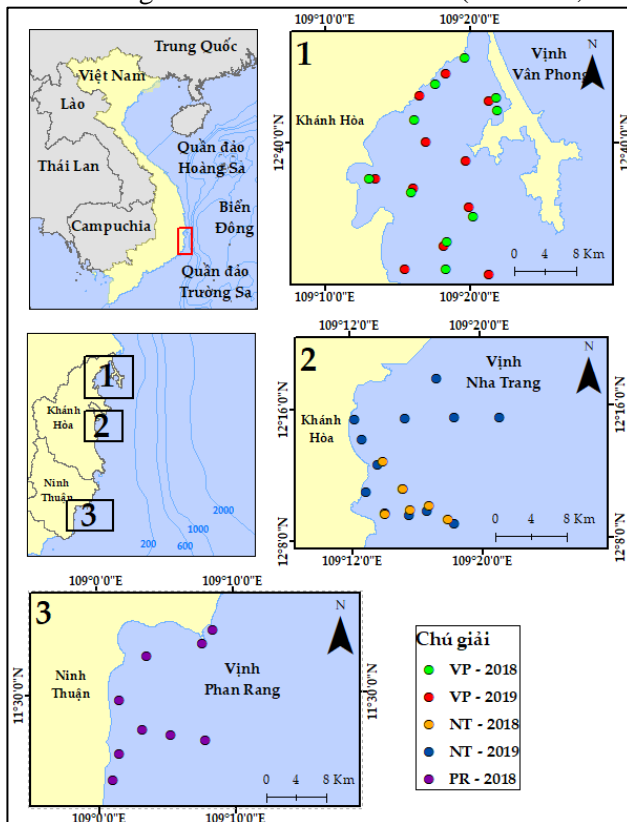 Trung Quốc
Việt Nam
Lào
Quần đảo
Hoàng Sa
Thái Lan
Biển
Đông
Campuchia
Quần đảo
Trường Sa
109°10'0"E
109°20'0"E
1
Vịnh
Vân Phong
N
Khánh Hòa
12°40'0"N
12°40'0"N
0 4 8 Km
109°10'0"E
109°20'0"E
1
Khánh
Hòa
2
Ninh
Thuận
3
2000
1000
200
600
109°12'0"E
109°20'0"E
2
Vịnh
Nha Trang
N
12°16'0"N
12°16'0"N
Khánh
Hòa
0 4 8 Km
12°8'0"N
12°8'0"N
109°12'0"E
109°20'0"E
109°0'0"E
109°10'0"E
3
N
Ninh
Thuận
Vịnh
Phan Rang
11°30'0"N
11°30'0"N
0 4 8 Km
109°0'0"E
109°10'0"E
Chú giải
VP - 2018
VP - 2019
NT - 2018
NT - 2019
PR - 2018